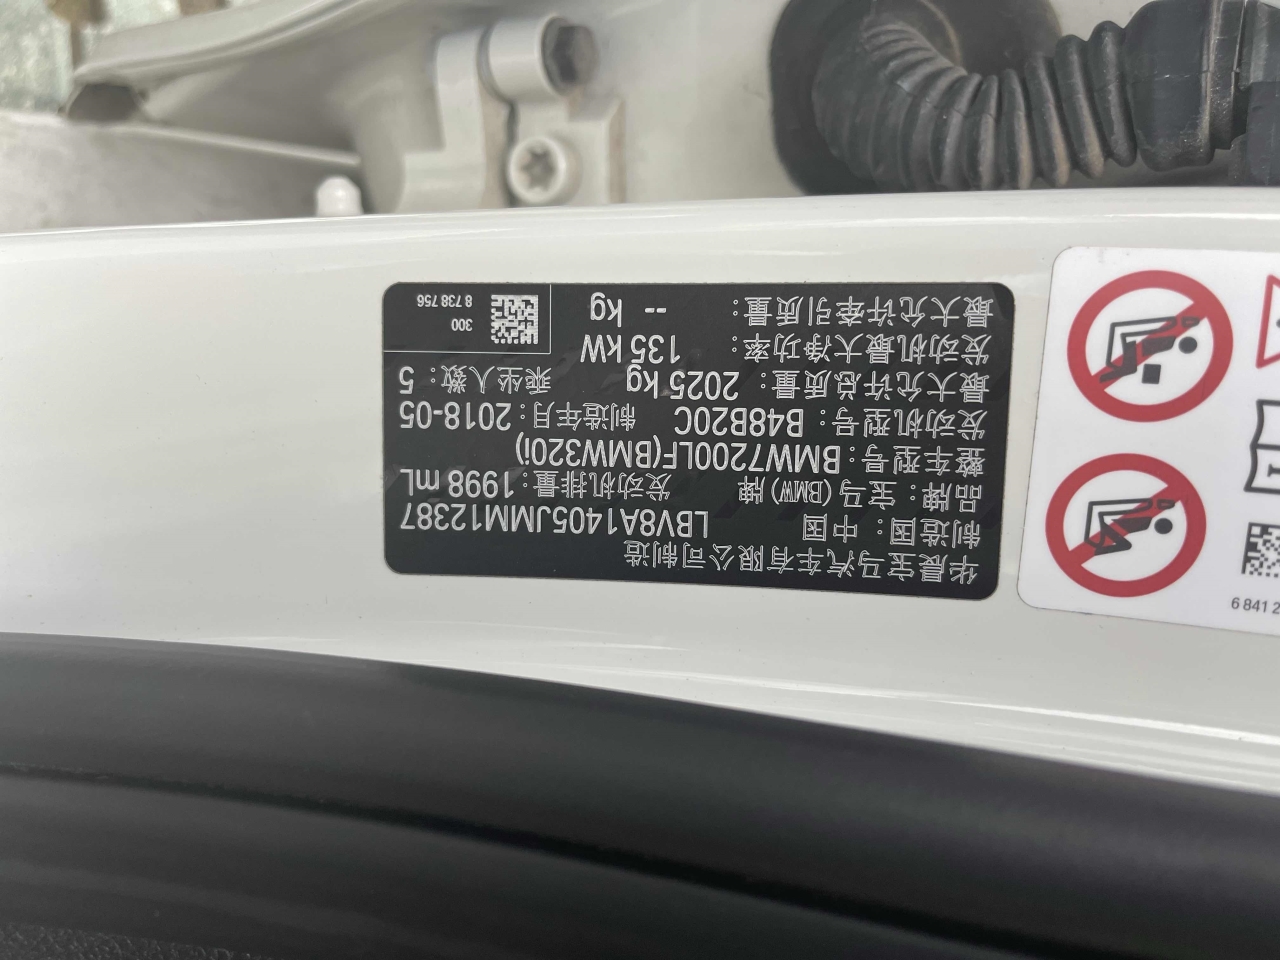 华晨宝马汽车有限公司制造
制造国：中国 LBV8A1405JMM12387
品牌：宝马(BMW)牌 发动机排量：1998 mL
整车型号：BMW7200LF(BMW320i)
发动机型号：B48B20C 制造年月：2018-05
最大允许总质量：2025 kg 乘坐人数：5
发动机最大净功率：135 kW
最大允许牵引质量：-- kg
300
8 738 756
6 841 2